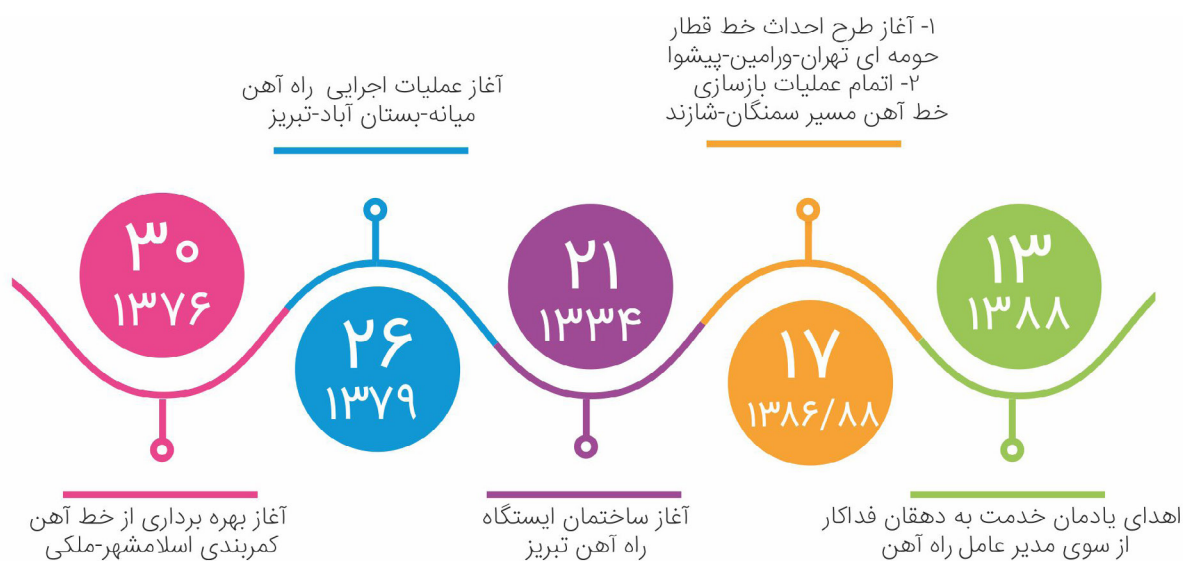 ۱۳
۱۳۸۸
اهدای یادمان خدمت به دهقان فداکار
از سوی مدیر عامل راه آهن
۱- آغاز طرح احداث خط قطار
حومه ای تهران-ورامین-پیشوا
۲- اتمام عملیات بازسازی
خط آهن مسیر سمنگان-شازند
۱۷
۱۳۸۶/۸۸
۲۱
۱۳۳۴
آغاز ساختمان ایستگاه
راه آهن تبریز
آغاز عملیات اجرایی راه آهن
میانه-بستان آباد-تبریز
۲۶
۱۳۷۹
۳۰
۱۳۷۶
آغاز بهره برداری از خط آهن
کمربندی اسلامشهر-ملکی